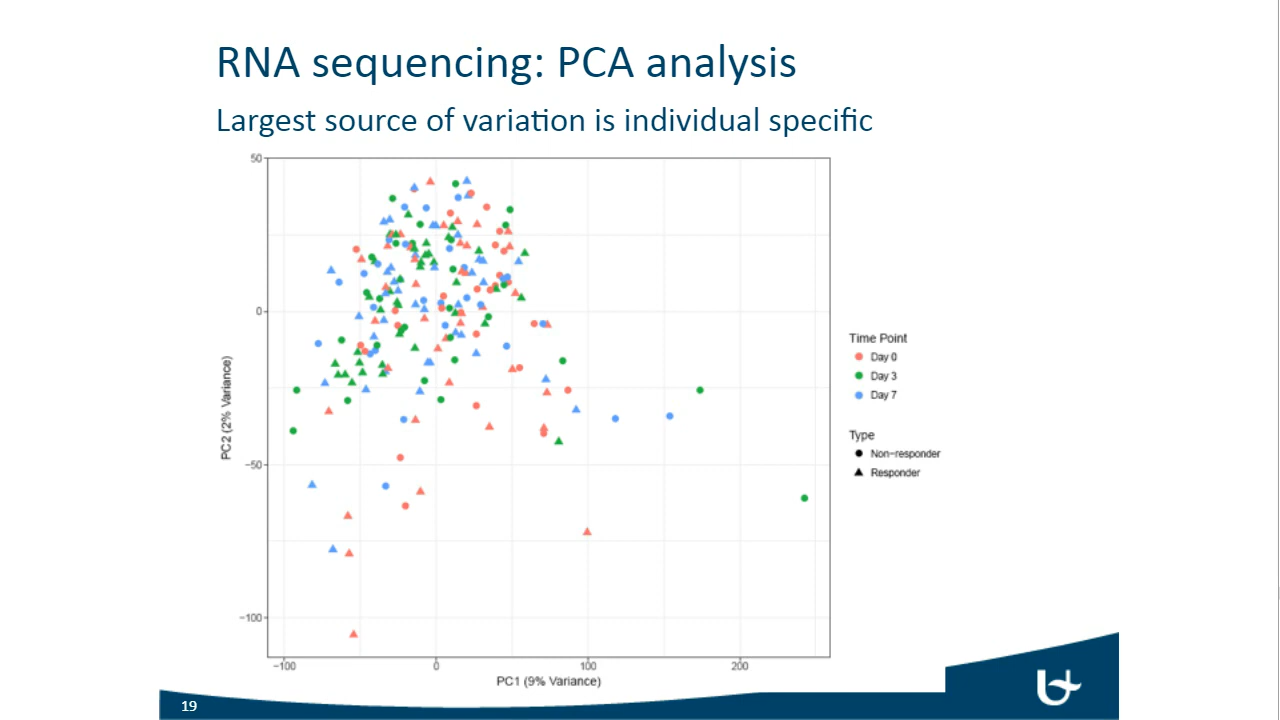 RNA sequencing: PCA analysis
Largest source of variation is individual specific
50
0
−50
−100
PC2 (2% Variance)
−100
0
100
200
PC1 (9% Variance)
Time Point
Day 0
Day 3
Day 7
Type
Non−responder
Responder
19